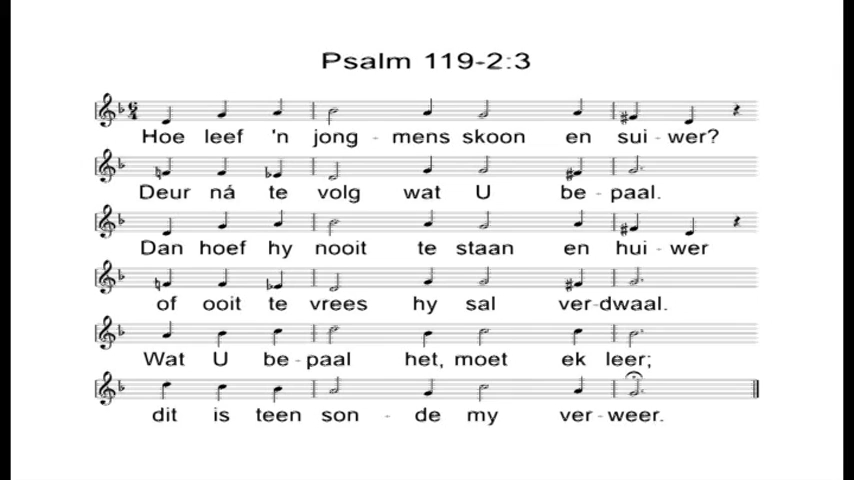 Psalm 119-2:3
6/4
Hoe leef 'n jong - mens skoon en sui - wer?
Deur ná te volg wat U be - paal.
Dan hoef hy nooit te staan en hui - wer
of ooit te vrees hy sal ver - dwaal.
Wat U be - paal het, moet ek leer;
dit is teen son - de my ver - weer.